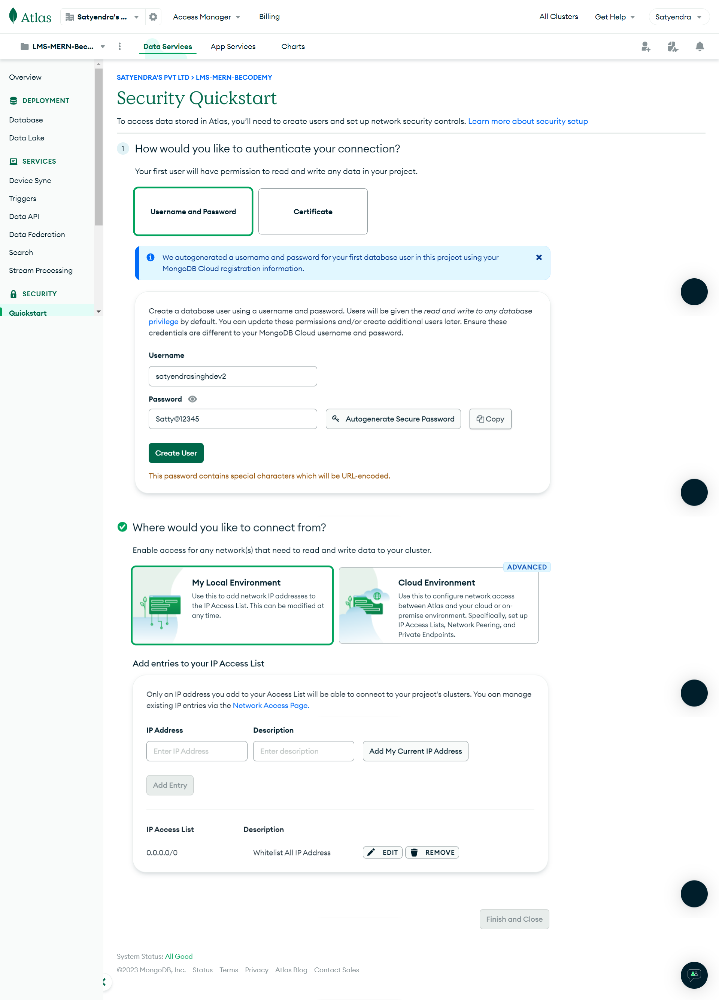 Atlas
Satyendra's ...
Access Manager
Billing
All Clusters
Get Help
Satyendra
LMS-MERN-Bec...
Data Services
App Services
Charts
Overview
DEPLOYMENT
Database
Data Lake
SERVICES
Device Sync
Triggers
Data API
Data Federation
Search
Stream Processing
SECURITY
Quickstart
SATYENDRA'S PVT LTD > LMS-MERN-BECODEMY
Security Quickstart
To access data stored in Atlas, you’ll need to create users and set up network security controls. Learn more about security setup
1 How would you like to authenticate your connection?
Your first user will have permission to read and write any data in your project.
Username and Password
Certificate
We autogenerated a username and password for your first database user in this project using your
MongoDB Cloud registration information.
Create a database user using a username and password. Users will be given the read and write to any database
privilege by default. You can update these permissions and/or create additional users later. Ensure these
credentials are different to your MongoDB Cloud username and password.
Username
satyendrasinghdev2
Password
Satty@12345
Autogenerate Secure Password
Copy
Create User
This password contains special characters which will be URL-encoded.
Where would you like to connect from?
Enable access for any network(s) that need to read and write data to your cluster.
ADVANCED
My Local Environment
Use this to add network IP addresses to
the IP Access List. This can be modified at
any time.
Cloud Environment
Use this to configure network access
between Atlas and your cloud or on-
premise environment. Specifically, set up
IP Access Lists, Network Peering, and
Private Endpoints.
Add entries to your IP Access List
Only an IP address you add to your Access List will be able to connect to your project's clusters. You can manage
existing IP entries via the Network Access Page.
IP Address
Description
Enter IP Address
Enter description
Add My Current IP Address
Add Entry
IP Access List
Description
0.0.0.0/0
Whitelist All IP Address
EDIT
REMOVE
Finish and Close
System Status: All Good
©2023 MongoDB, Inc. Status Terms Privacy Atlas Blog Contact Sales